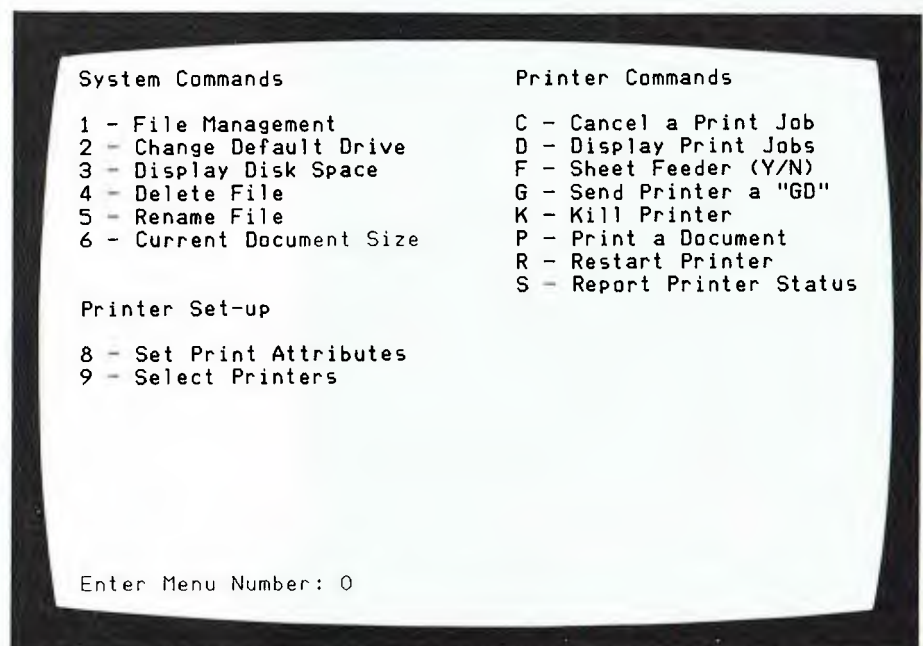 System Commands
1 - File Management
2 - Change Default Drive
3 - Display Disk Space
4 - Delete File
5 - Rename File
6 - Current Document Size
Printer Set-up
8 - Set Print Attributes
9 - Select Printers
Printer Commands
C - Cancel a Print Job
D - Display Print Jobs
F - Sheet Feeder (Y/N)
G - Send Printer a "GO"
K - Kill Printer
P - Print a Document
R - Restart Printer
S - Report Printer Status
Enter Menu Number: 0